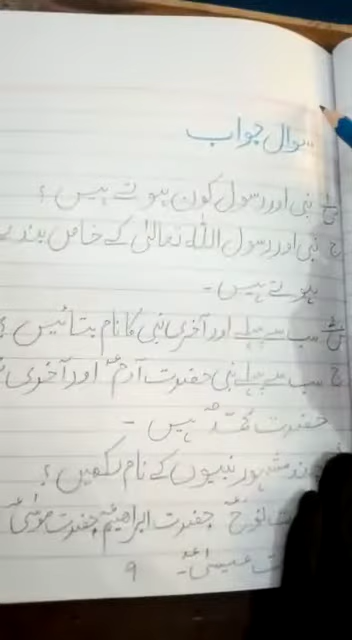 سوال جواب
س نبی اور رسول کون ہوتے ہیں؟
ج نبی اور رسول اللہ تعالیٰ کے خاص بندے
ہوتے ہیں۔
س سب سے پہلے اور آخری نبی کا نام بتائیں؟
ج سب سے پہلے نبی حضرت آدمؑ اور آخری
حضرت محمدؐ ہیں۔
مشہور نبیوں کے نام لکھیں؟
نوحؑ حضرت ابراہیمؑ حضرت موسیٰؑ
عیسیٰؑ۔ 9